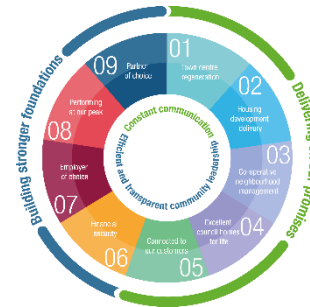 Building stronger foundations
Delivering our promises
01
Town centre
regeneration
02
Housing
development
delivery
03
Co-operative
neighbourhood
management
04
Excellent
council homes
for life
05
Connected to
our customers
06
Financial
security
07
Employer
of choice
08
Performing
at our peak
09
Partner
of choice
Constant communication
Efficient and transparent community leadership